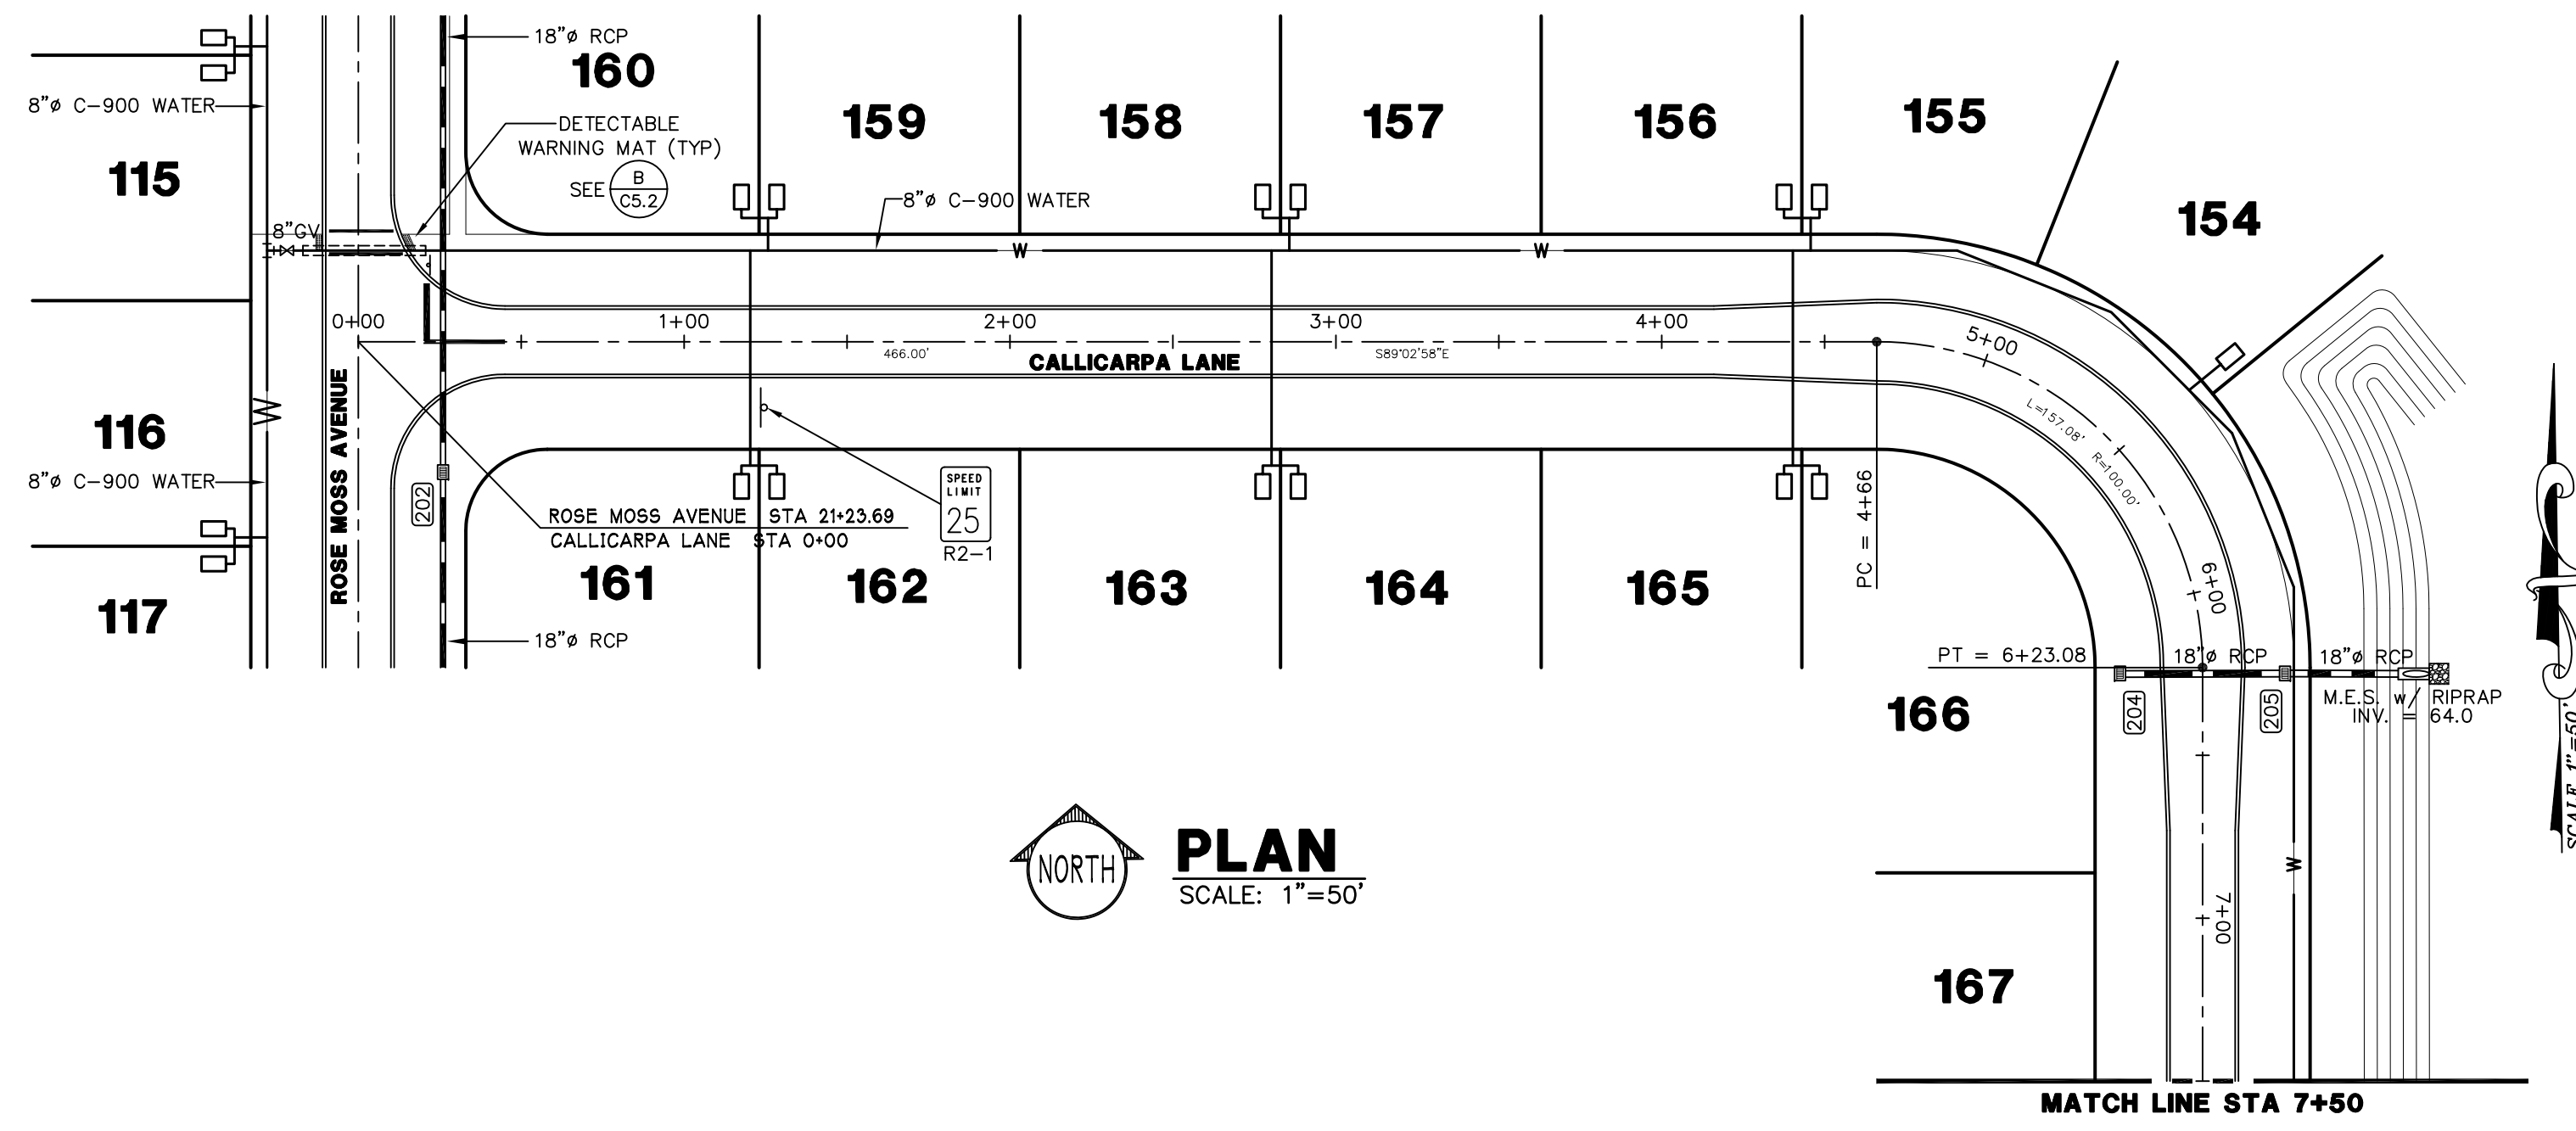 18"ø RCP
160
8"ø C-900 WATER
DETECTABLE
WARNING MAT (TYP)
SEE
B
C5.2
115
159
158
157
156
155
154
8"ø C-900 WATER
8"GV
W
W
0+00
1+00
2+00
3+00
4+00
5+00
466.00'
S89°02'58"E
CALLICARPA LANE
L=157.08'
R=100.00'
6+00
ROSE MOSS AVENUE
116
8"ø C-900 WATER
202
ROSE MOSS AVENUE STA 21+23.69
CALLICARPA LANE STA 0+00
SPEED
LIMIT
25
R2-1
PC = 4+66
117
161
162
163
164
165
18"ø RCP
PT = 6+23.08
18"ø RCP
18"ø RCP
204
205
M.E.S. w/ RIPRAP
INV. = 64.0
166
W
7+00
167
NORTH
PLAN
SCALE: 1"=50'
SCALE 1"=50'
MATCH LINE STA 7+50